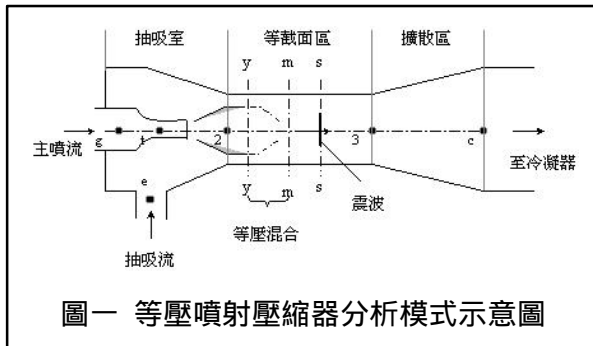 抽吸室 等截面區 擴散區
y m s
主噴流 g t 2 3 c 至冷凝器
e
y m s
震波
等壓混合
抽吸流
圖一 等壓噴射壓縮器分析模式示意圖